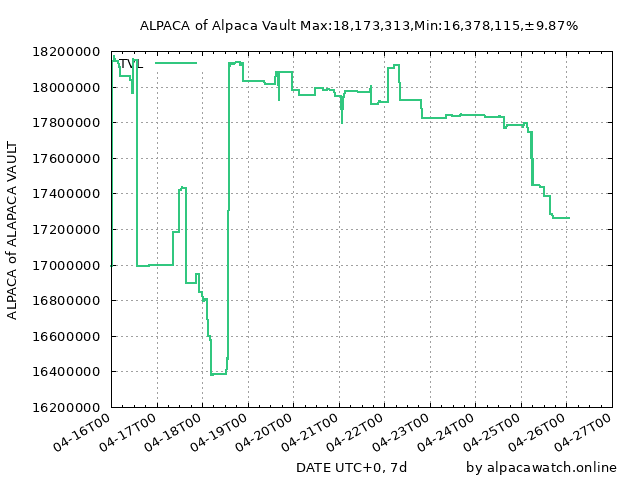 ALPACA of Alpaca Vault Max:18,173,313,Min:16,378,115,±9.87%
TVL
ALPACA of ALAPACA VAULT
18200000
18000000
17800000
17600000
17400000
17200000
17000000
16800000
16600000
16400000
16200000
04-16T00
04-17T00
04-18T00
04-19T00
04-20T00
04-21T00
04-22T00
04-23T00
04-24T00
04-25T00
04-26T00
04-27T00
DATE UTC+0, 7d
by alpacawatch.online